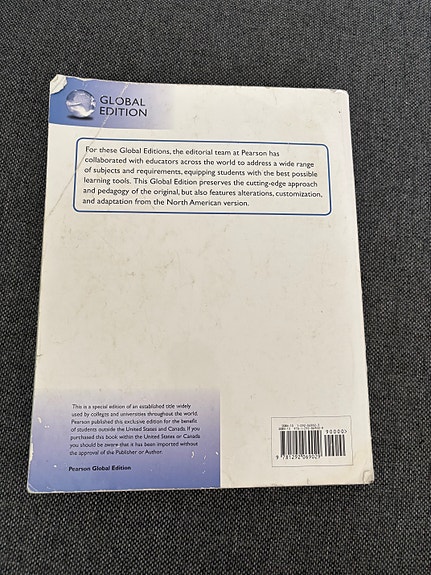 GLOBAL
EDITION
For these Global Editions, the editorial team at Pearson has
collaborated with educators across the world to address a wide range
of subjects and requirements, equipping students with the best possible
learning tools. This Global Edition preserves the cutting-edge approach
and pedagogy of the original, but also features alterations, customization,
and adaptation from the North American version.
This is a special edition of an established title widely
used by colleges and universities throughout the world.
Pearson published this exclusive edition for the benefit
of students outside the United States and Canada. If you
purchased this book within the United States or Canada
you should be aware that it has been imported without
the approval of the Publisher or Author.
Pearson Global Edition
90000>
9 781292 069029